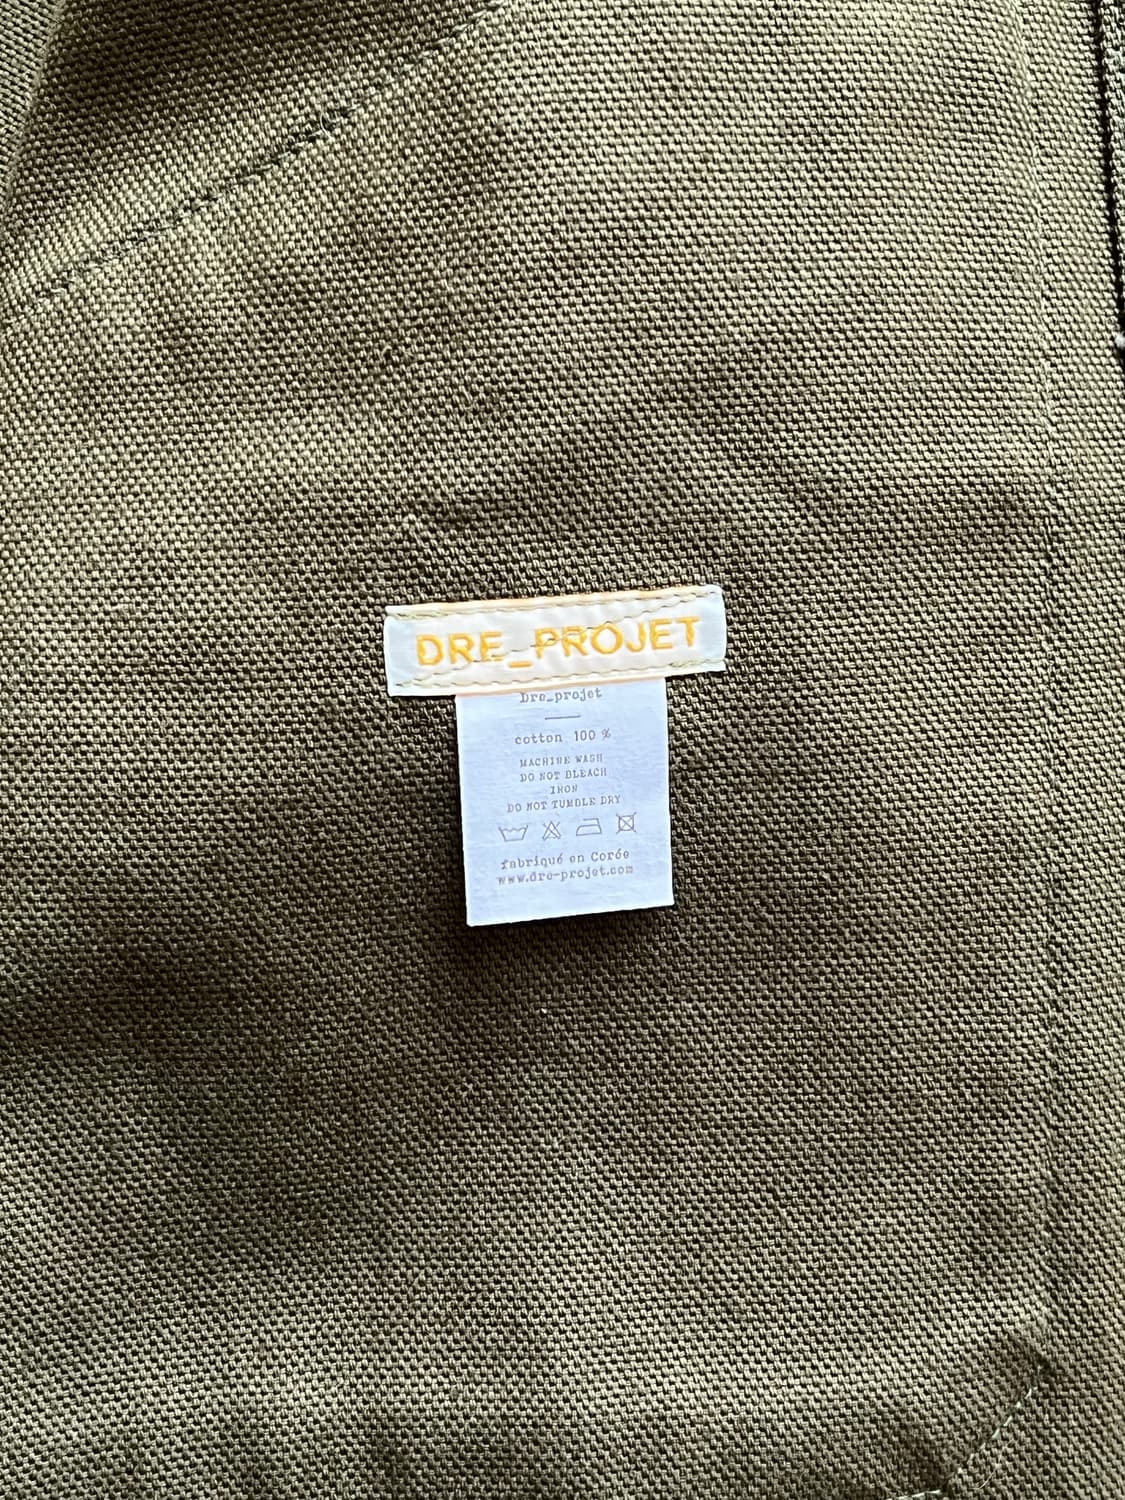 DRE_PROJET
Dre_projet
cotton 100 %
MACHINE WASH
DO NOT BLEACH
IRON
DO NOT TUMBLE DRY
fabriqué en Corée
www.dre-projet.com